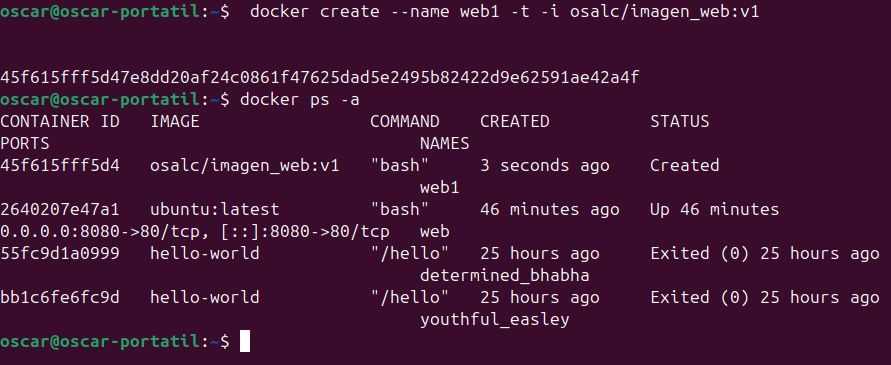 oscar@oscar-portatil:~$  docker create --name web1 -t -i osalc/imagen_web:v1
45f615fff5d47e8dd20af24c0861f47625dad5e2495b82422d9e62591ae42a4f
oscar@oscar-portatil:~$ docker ps -a
CONTAINER ID   IMAGE                 COMMAND    CREATED          STATUS
PORTS                                     NAMES
45f615fff5d4   osalc/imagen_web:v1   "bash"     3 seconds ago    Created
                                          web1
2640207e47a1   ubuntu:latest         "bash"     46 minutes ago   Up 46 minutes
0.0.0.0:8080->80/tcp, [::]:8080->80/tcp   web
55fc9d1a0999   hello-world           "/hello"   25 hours ago     Exited (0) 25 hours ago
                                          determined_bhabha
bb1c6fe6fc9d   hello-world           "/hello"   25 hours ago     Exited (0) 25 hours ago
                                          youthful_easley
oscar@oscar-portatil:~$